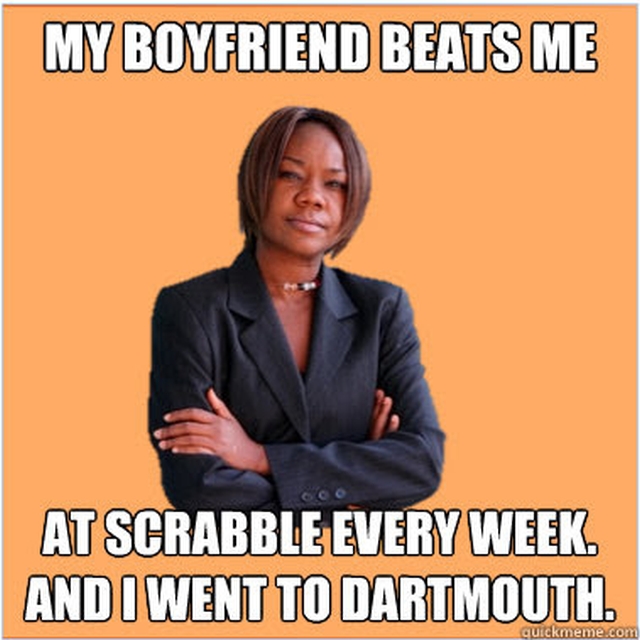 MY BOYFRIEND BEATS ME
AT SCRABBLE EVERY WEEK.
AND I WENT TO DARTMOUTH.
quickmeme.com